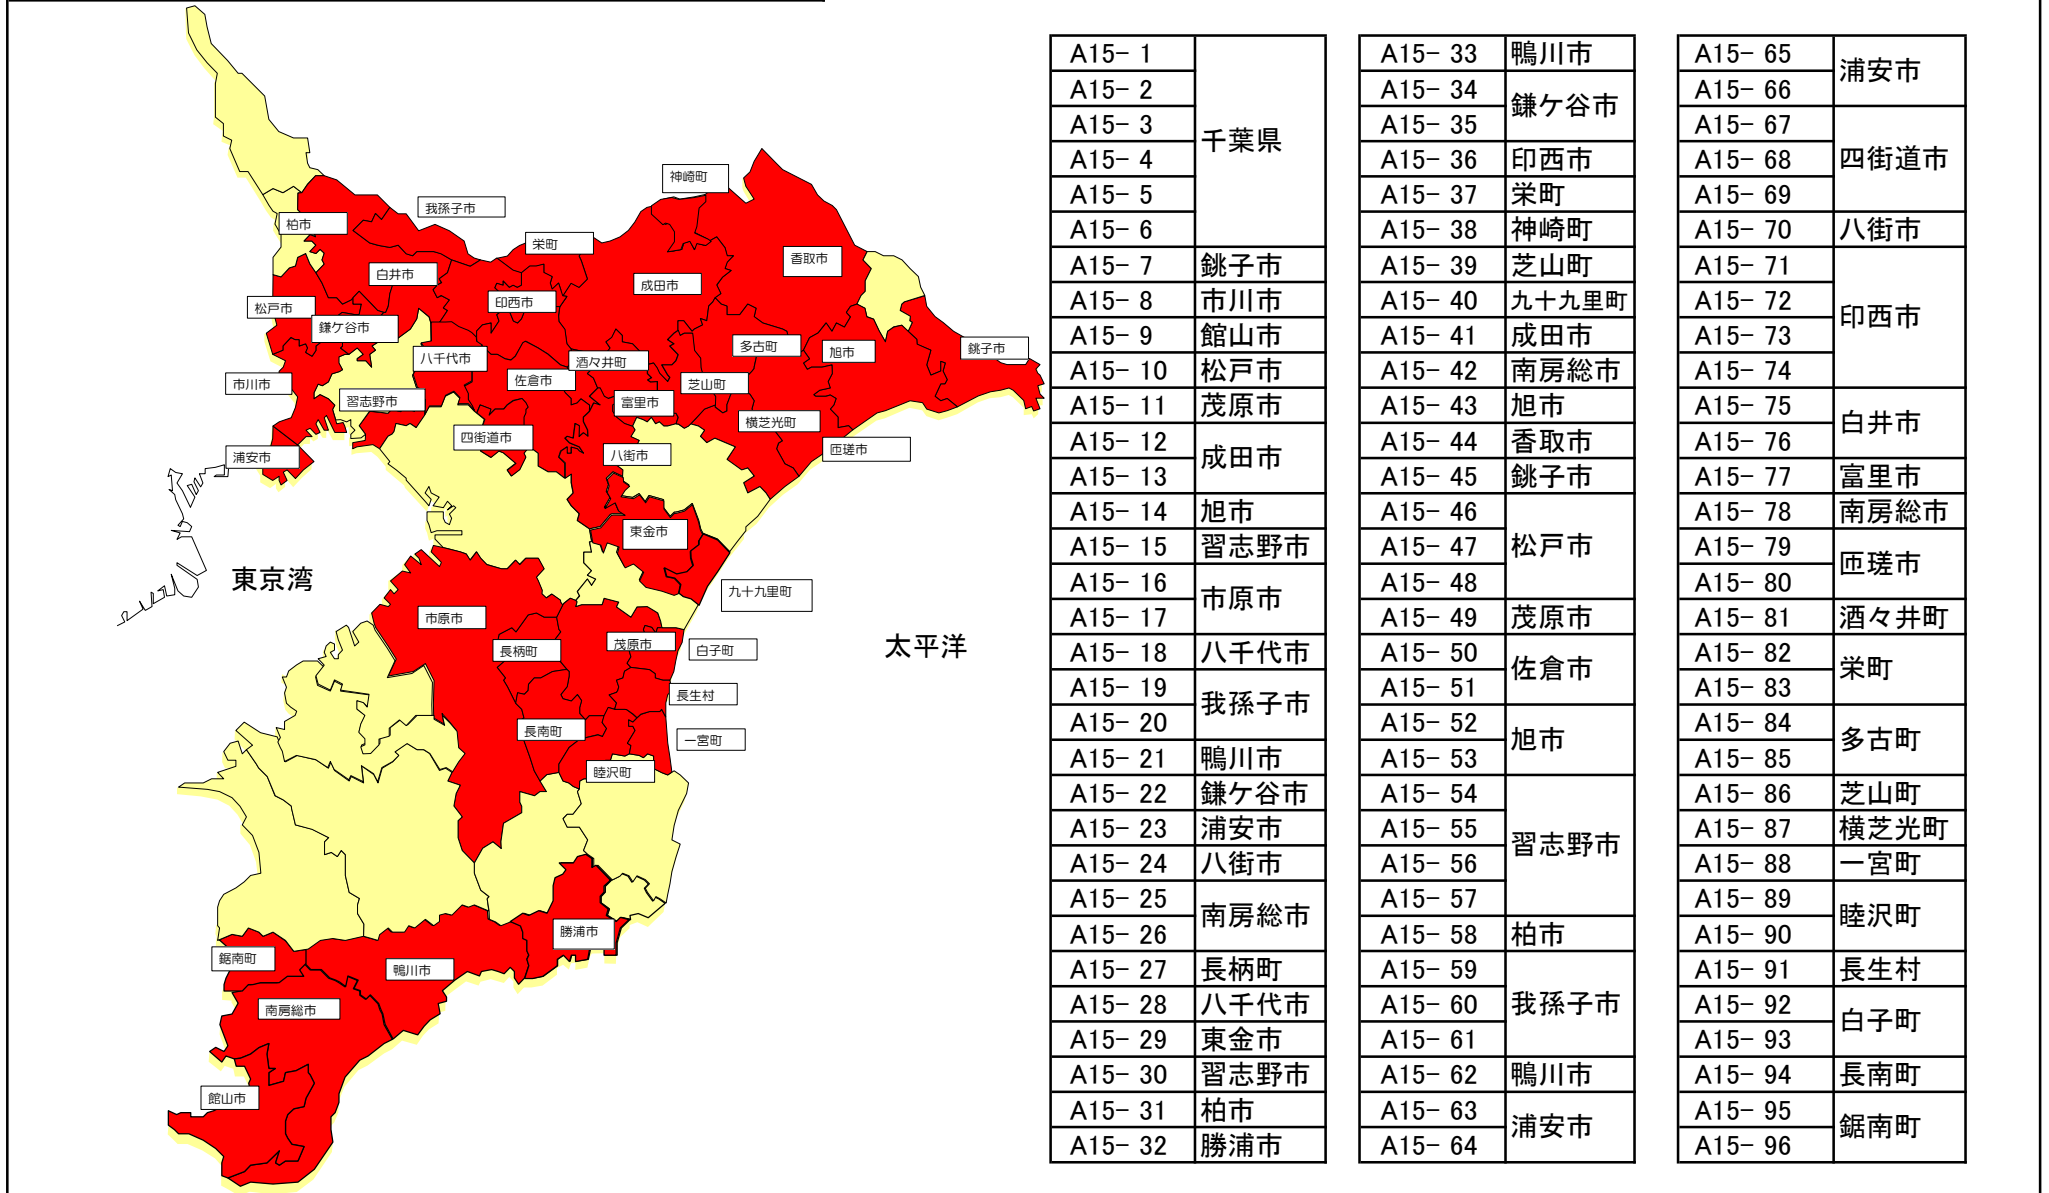 神崎町
我孫子市
柏市
栄町
香取市
白井市
成田市
印西市
松戸市
鎌ケ谷市
多古町
旭市
銚子市
八千代市
酒々井町
佐倉市
芝山町
市川市
習志野市
富里市
横芝光町
四街道市
匝瑳市
浦安市
八街市
東金市
東京湾
九十九里町
市原市
長柄町
茂原市
白子町
太平洋
長生村
長南町
一宮町
睦沢町
勝浦市
鋸南町
鴨川市
南房総市
館山市
A15- 1
A15- 2
A15- 3
A15- 4
A15- 5
A15- 6
千葉県
A15- 7 銚子市
A15- 8 市川市
A15- 9 館山市
A15- 10 松戸市
A15- 11 茂原市
A15- 12
A15- 13
成田市
A15- 14 旭市
A15- 15 習志野市
A15- 16
A15- 17
市原市
A15- 18 八千代市
A15- 19
A15- 20
我孫子市
A15- 21 鴨川市
A15- 22 鎌ケ谷市
A15- 23 浦安市
A15- 24 八街市
A15- 25
A15- 26
南房総市
A15- 27 長柄町
A15- 28 八千代市
A15- 29 東金市
A15- 30 習志野市
A15- 31 柏市
A15- 32 勝浦市
A15- 33 鴨川市
A15- 34
A15- 35
鎌ケ谷市
A15- 36 印西市
A15- 37 栄町
A15- 38 神崎町
A15- 39 芝山町
A15- 40 九十九里町
A15- 41 成田市
A15- 42 南房総市
A15- 43 旭市
A15- 44 香取市
A15- 45 銚子市
A15- 46
A15- 47
A15- 48
松戸市
A15- 49 茂原市
A15- 50
A15- 51
佐倉市
A15- 52
A15- 53
旭市
A15- 54
A15- 55
A15- 56
A15- 57
習志野市
A15- 58 柏市
A15- 59
A15- 60
A15- 61
我孫子市
A15- 62 鴨川市
A15- 63
A15- 64
浦安市
A15- 65
A15- 66
浦安市
A15- 67
A15- 68
A15- 69
四街道市
A15- 70 八街市
A15- 71
A15- 72
A15- 73
A15- 74
印西市
A15- 75
A15- 76
白井市
A15- 77 富里市
A15- 78 南房総市
A15- 79
A15- 80
匝瑳市
A15- 81 酒々井町
A15- 82
A15- 83
栄町
A15- 84
A15- 85
多古町
A15- 86 芝山町
A15- 87 横芝光町
A15- 88 一宮町
A15- 89
A15- 90
睦沢町
A15- 91 長生村
A15- 92
A15- 93
白子町
A15- 94 長南町
A15- 95
A15- 96
鋸南町